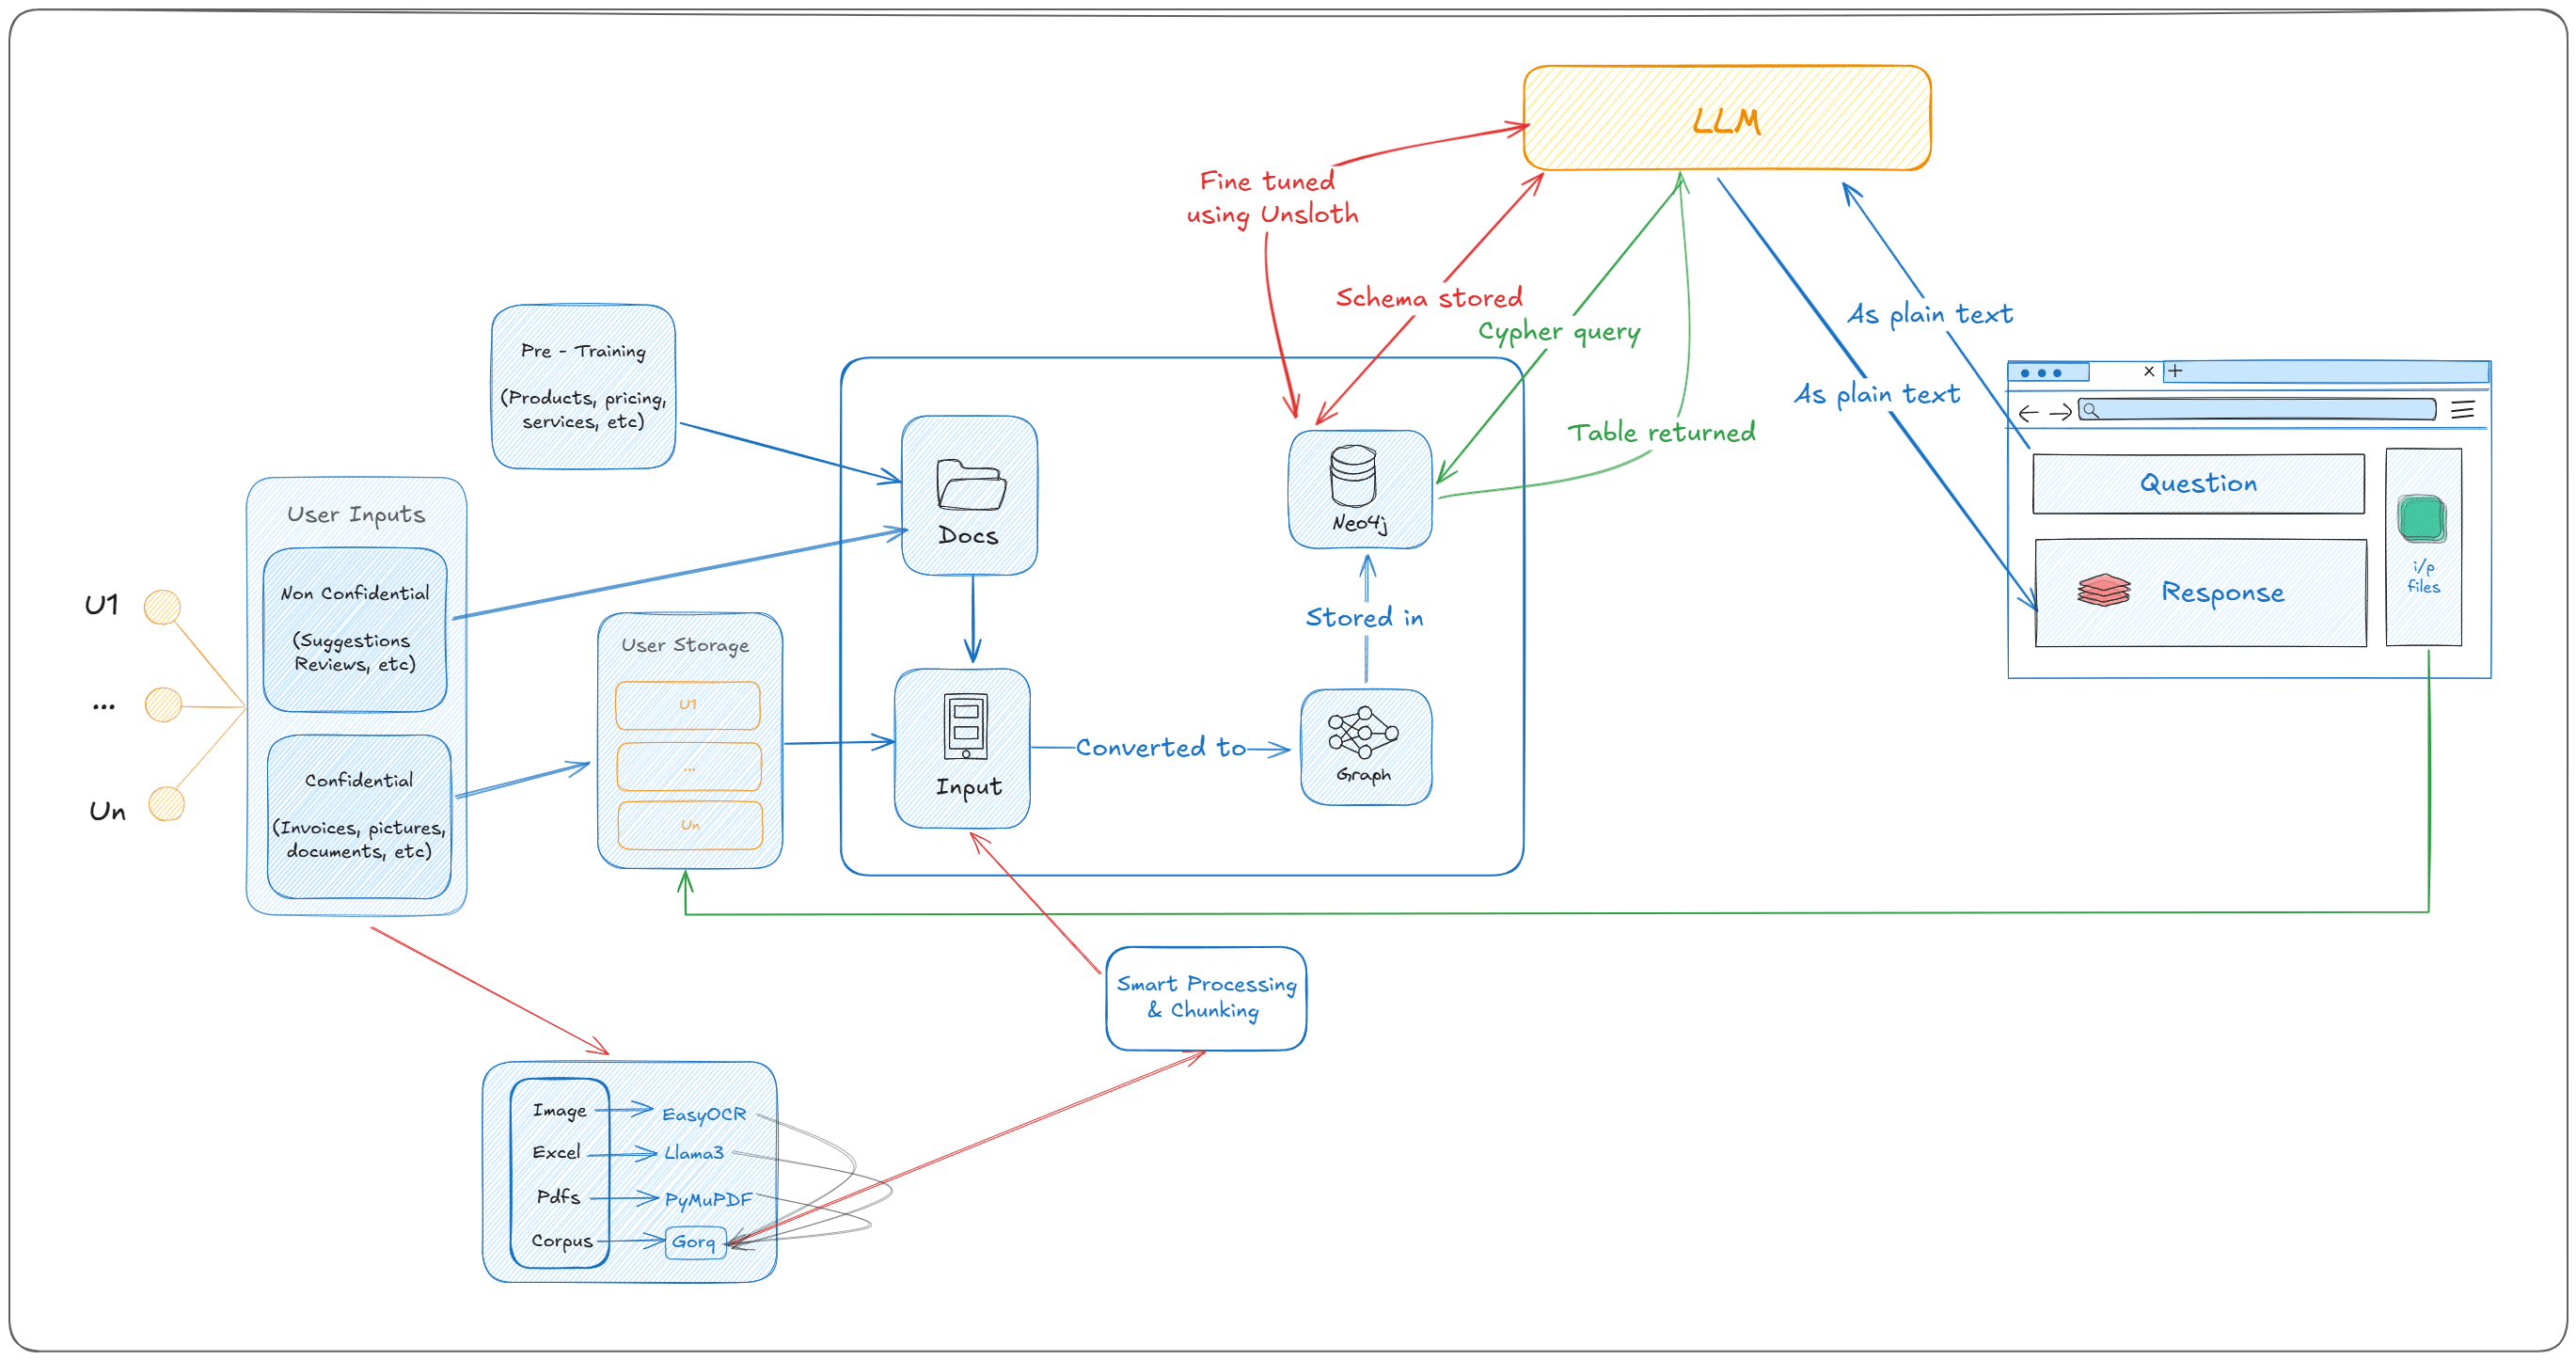 LLM
Fine tuned
using Unsloth
Schema stored
Cypher query
As plain text
As plain text
Table returned
Pre - Training
(Products, pricing,
services, etc)
Docs
Neo4j
Question
Response
i/p
files
User Inputs
Non Confidential
(Suggestions
Reviews, etc)
Confidential
(Invoices, pictures,
documents, etc)
U1
...
Un
User Storage
U1
...
Un
Input
Converted to
Graph
Stored in
Smart Processing
& Chunking
Image
EasyOCR
Excel
Llama3
Pdfs
PyMuPDF
Corpus
Gorq